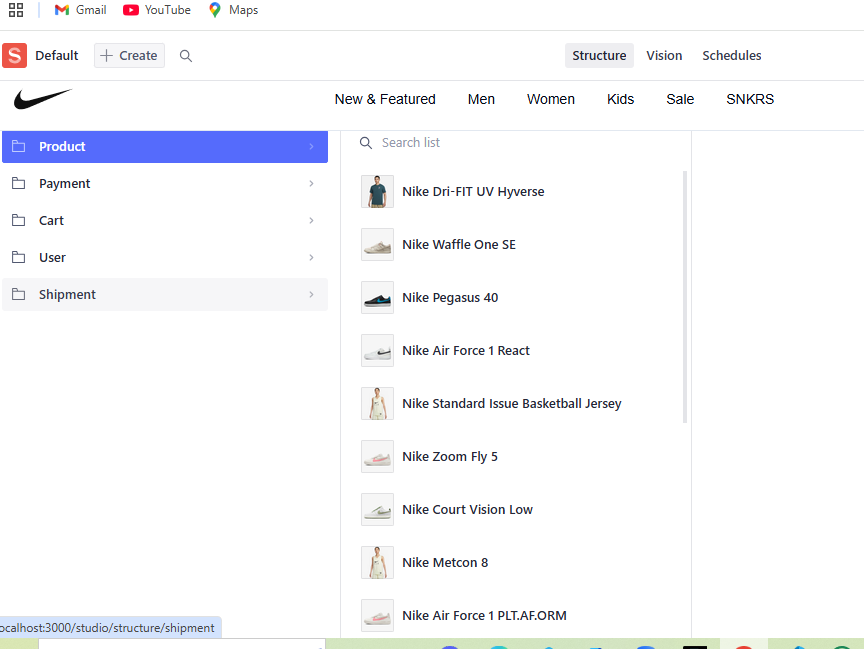 Gmail YouTube Maps
S Default Create Structure Vision Schedules
New & Featured Men Women Kids Sale SNKRS
Product
Payment
Cart
User
Shipment
Search list
Nike Dri-FIT UV Hyverse
Nike Waffle One SE
Nike Pegasus 40
Nike Air Force 1 React
Nike Standard Issue Basketball Jersey
Nike Zoom Fly 5
Nike Court Vision Low
Nike Metcon 8
Nike Air Force 1 PLT.AF.ORM
ocalhost:3000/studio/structure/shipment